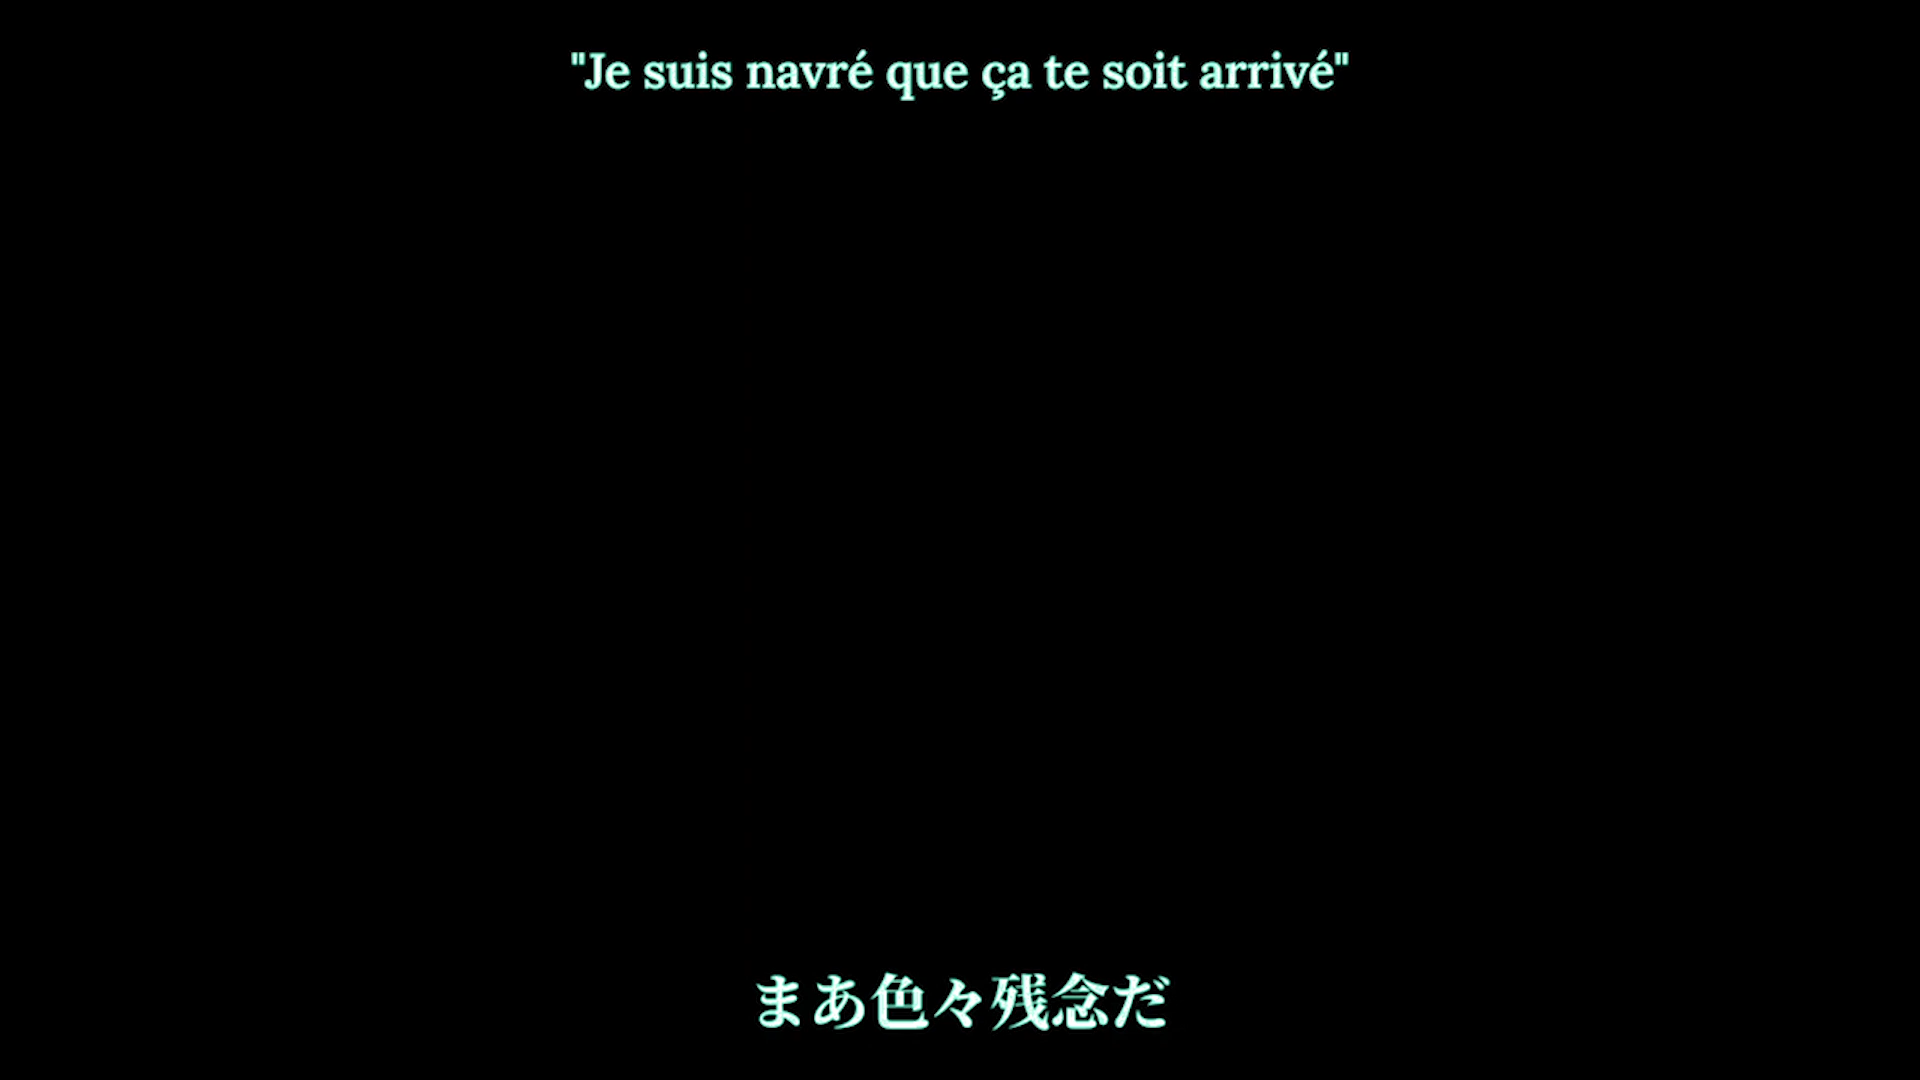 "Je suis navré que ça te soit arrivé"
まあ色々残念だ